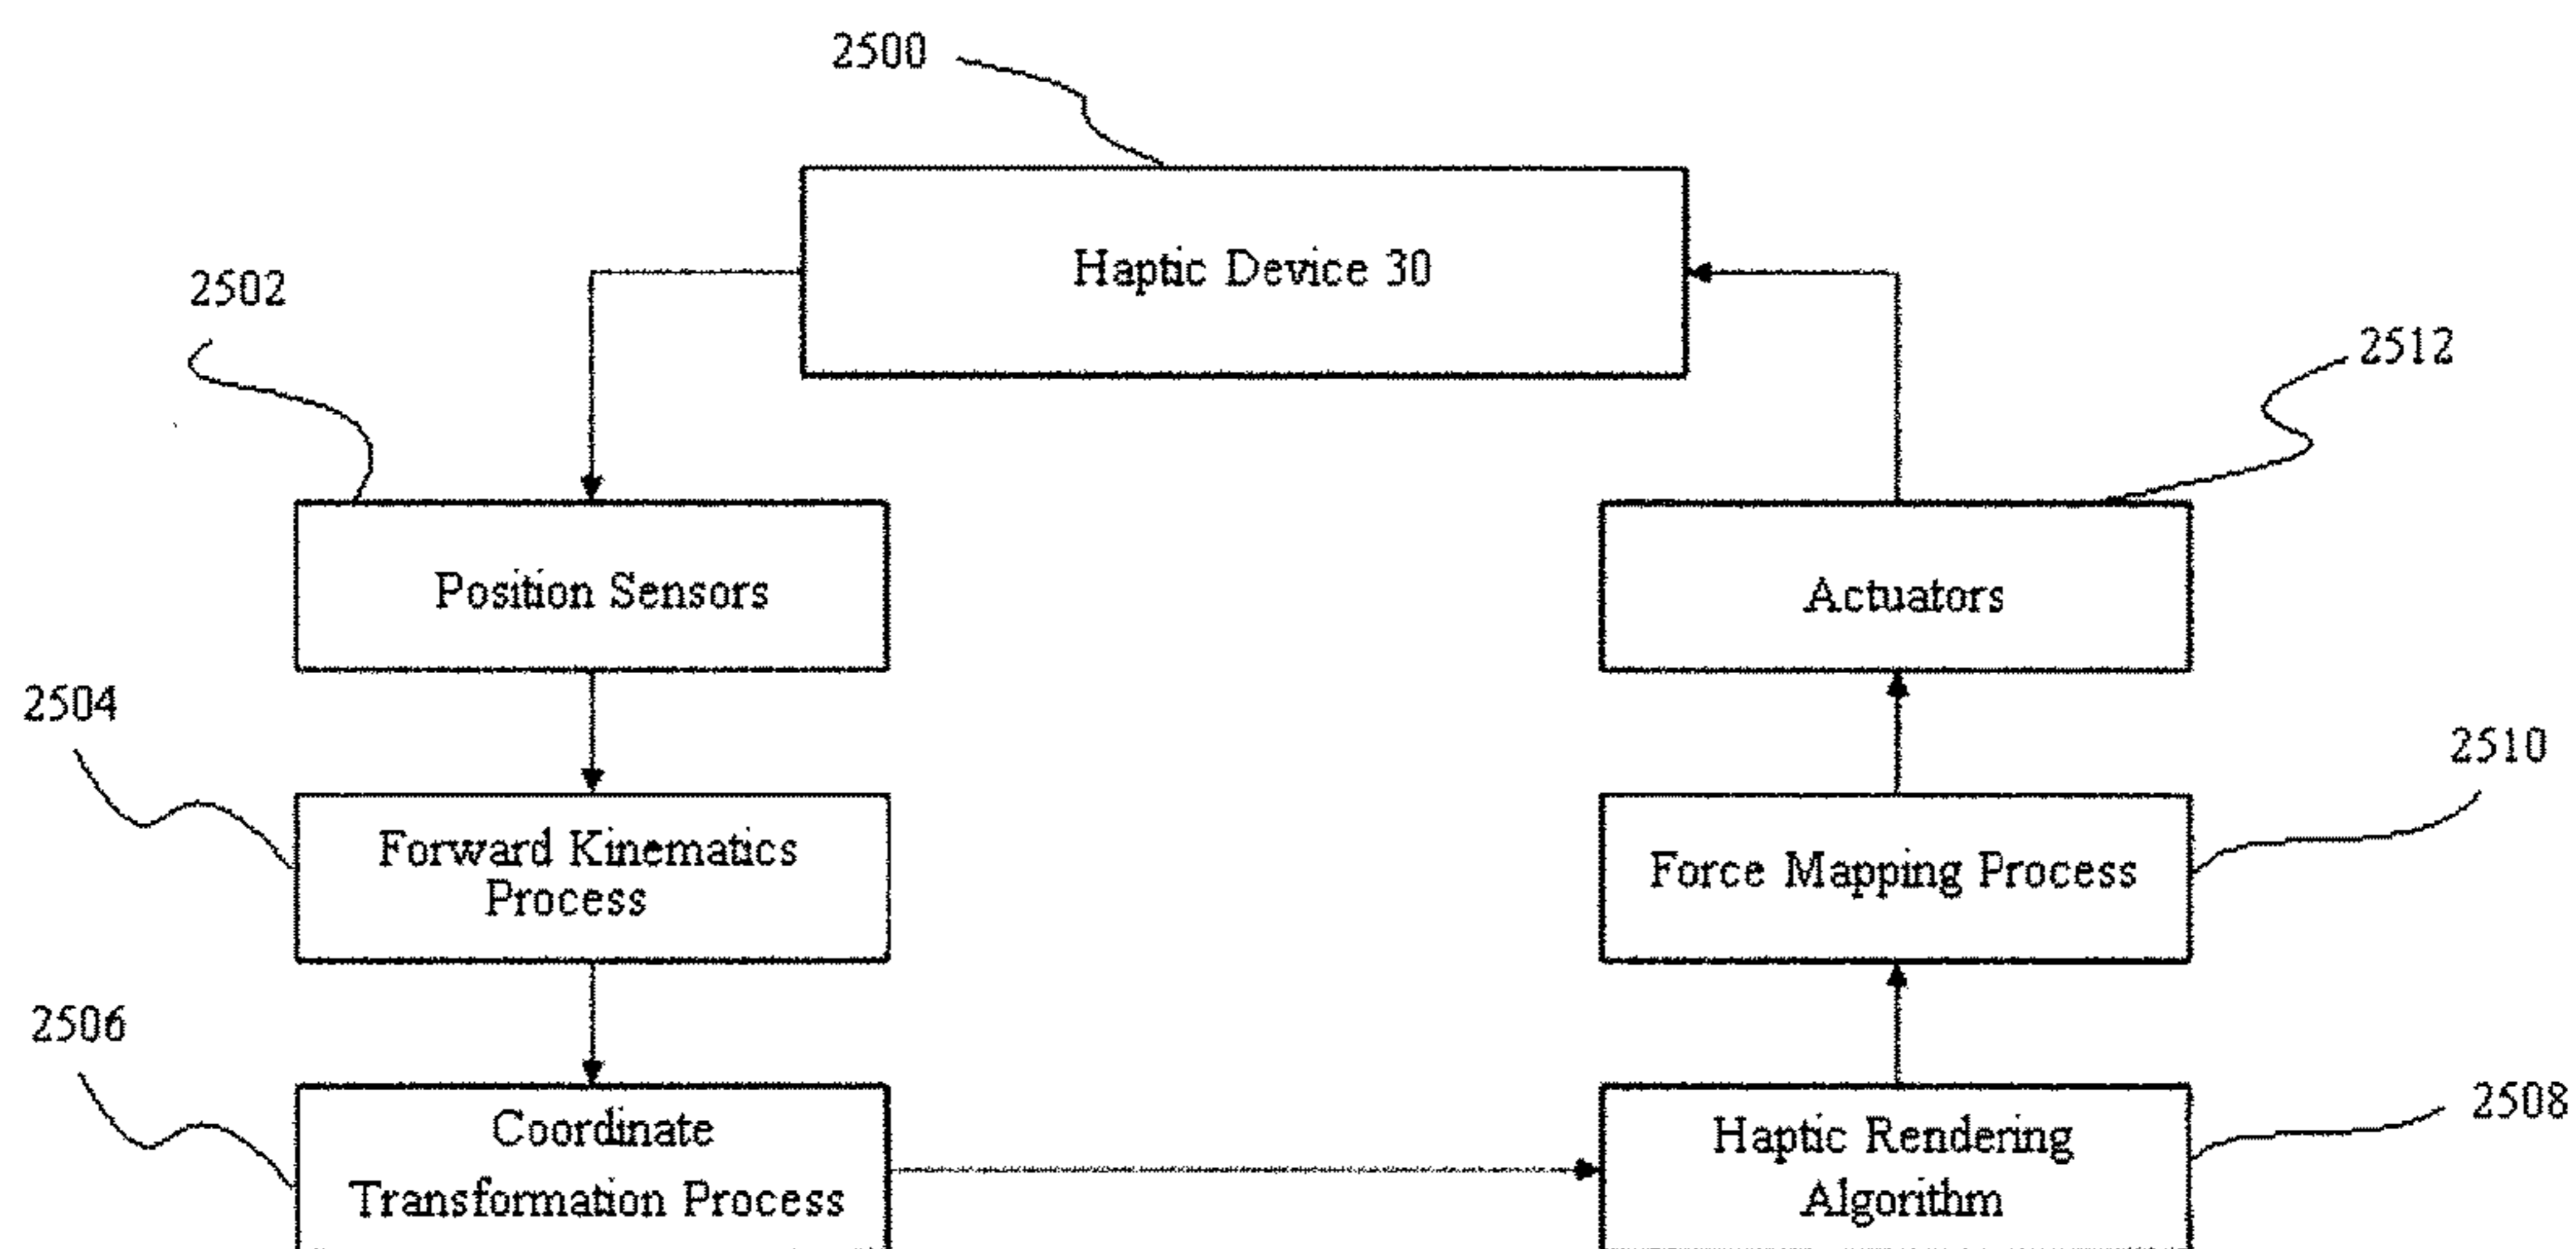 2500
Haptic Device 30
2502
2512
Position Sensors
Actuators
2504
2510
Forward Kinematics
Process
Force Mapping Process
2506
2508
Coordinate
Transformation Process
Haptic Rendering
Algorithm